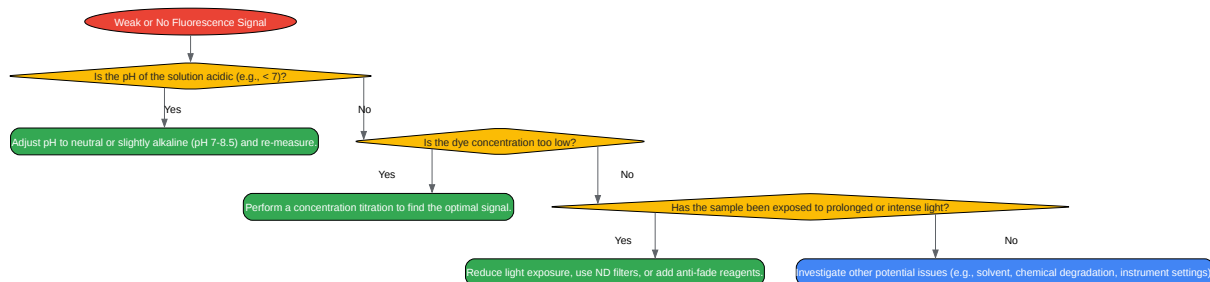 Weak or No Fluorescence Signal
Is the pH of the solution acidic (e.g., < 7)?
Yes
No
Adjust pH to neutral or slightly alkaline (pH 7-8.5) and re-measure.
Is the dye concentration too low?
Yes
No
Perform a concentration titration to find the optimal signal.
Has the sample been exposed to prolonged or intense light?
Yes
No
Reduce light exposure, use ND filters, or add anti-fade reagents.
Investigate other potential issues (e.g., solvent, chemical degradation, instrument settings)